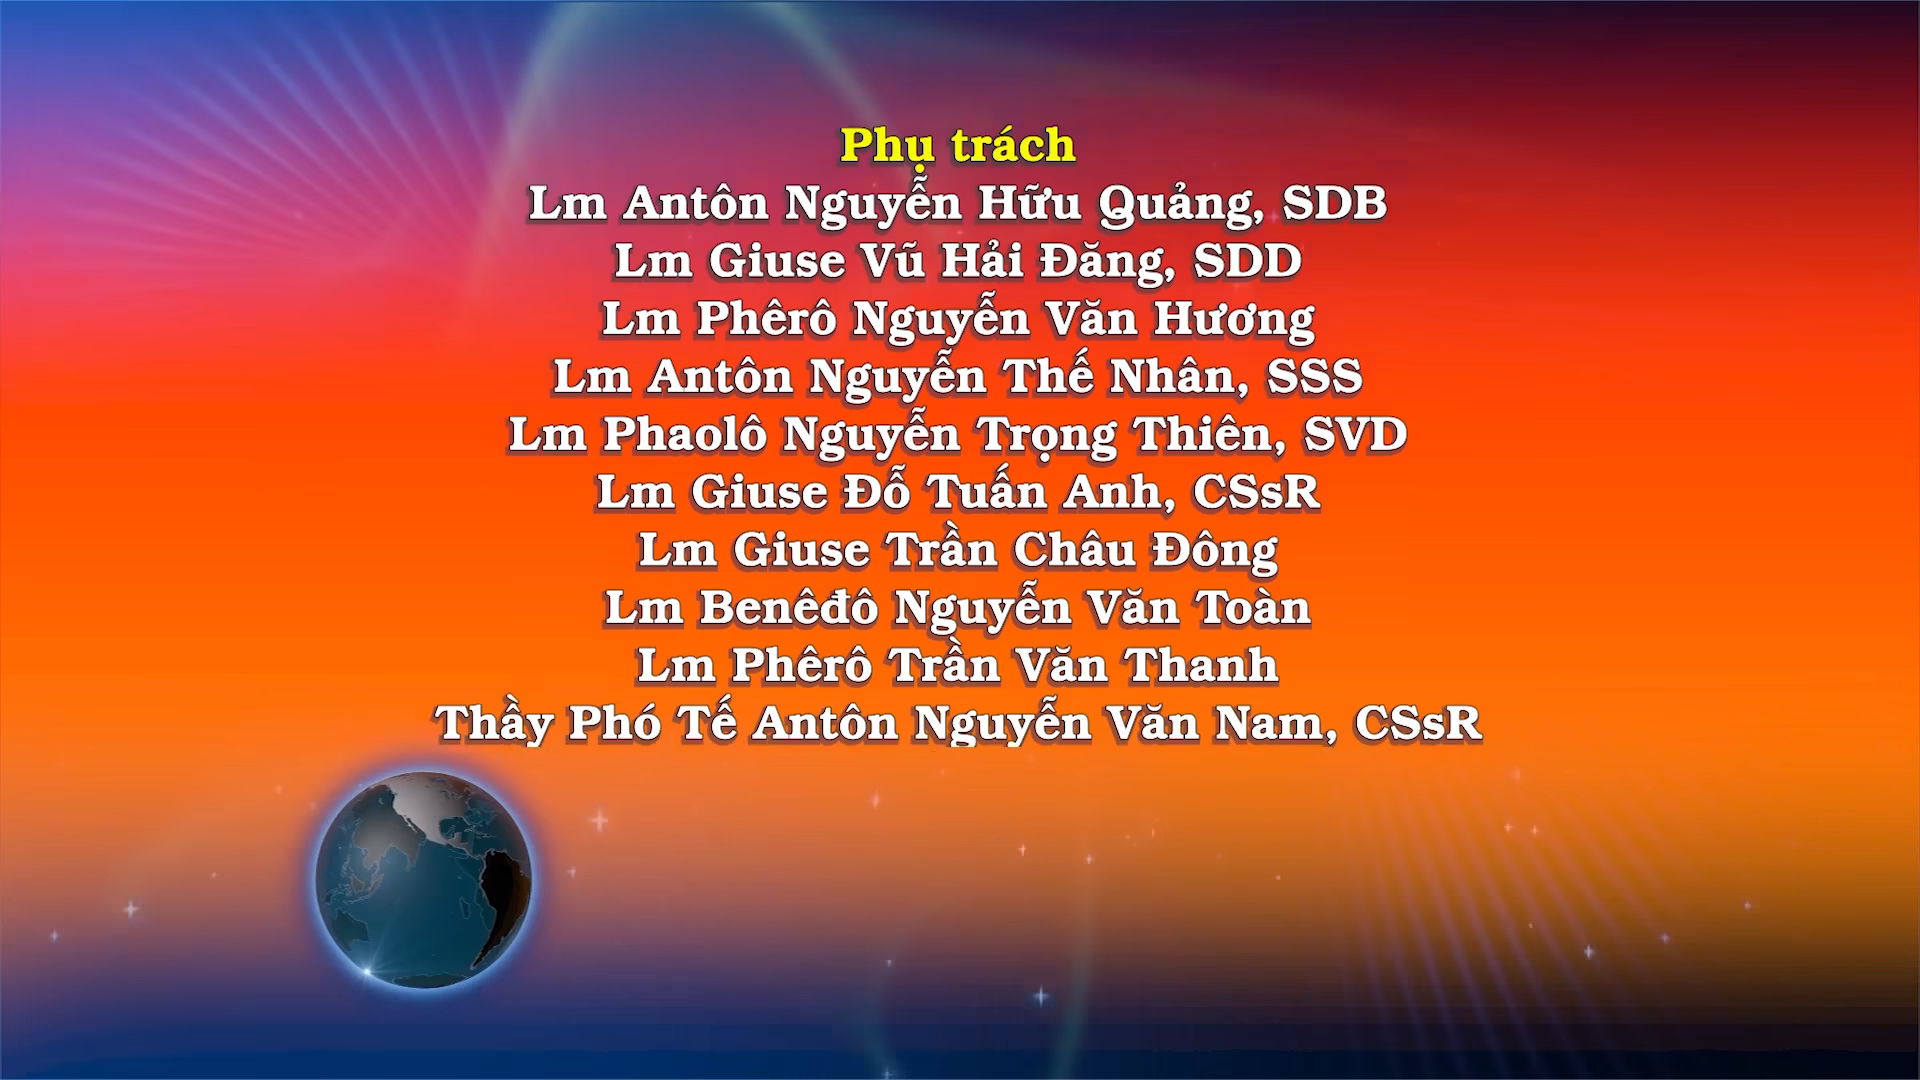 Phụ trách
Lm Antôn Nguyễn Hữu Quảng, SDB
Lm Giuse Vũ Hải Đăng, SDD
Lm Phêrô Nguyễn Văn Hương
Lm Antôn Nguyễn Thế Nhân, SSS
Lm Phaolô Nguyễn Trọng Thiên, SVD
Lm Giuse Đỗ Tuấn Anh, CSsR
Lm Giuse Trần Châu Đông
Lm Benêđô Nguyễn Văn Toàn
Lm Phêrô Trần Văn Thanh
Thầy Phó Tế Antôn Nguyễn Văn Nam, CSsR